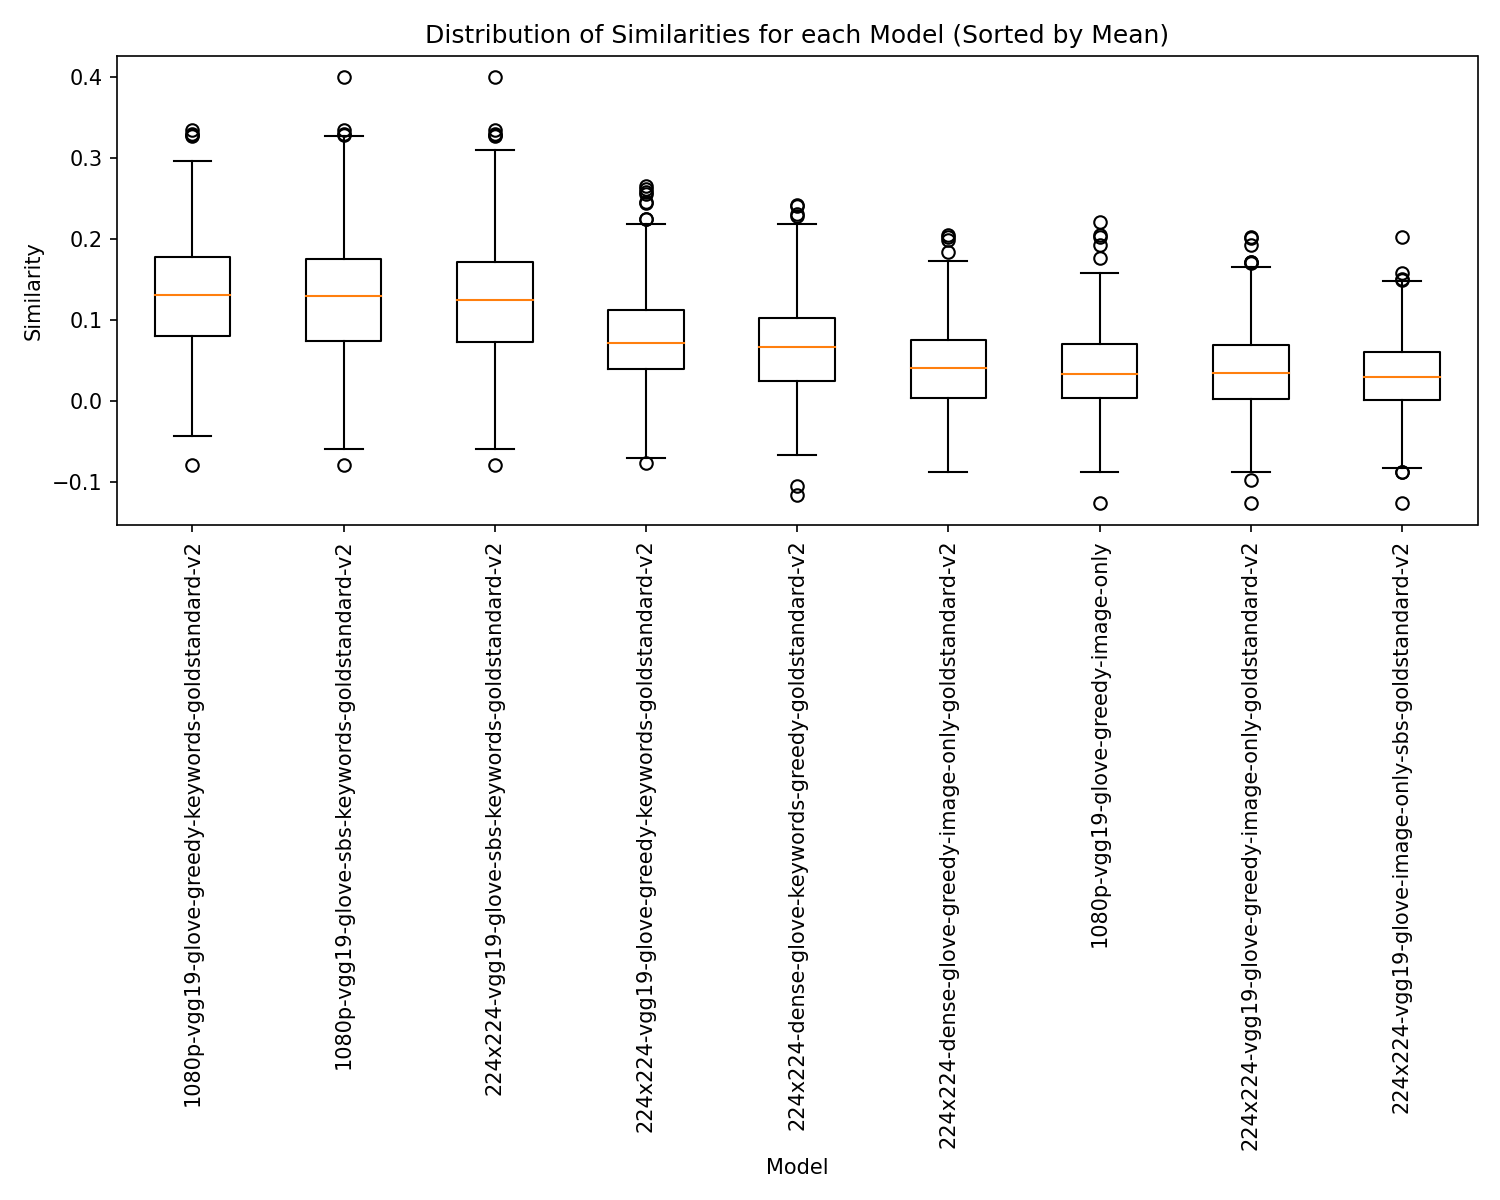 Distribution of Similarities for each Model (Sorted by Mean)
Similarity
0.4
0.3
0.2
0.1
0.0
−0.1
1080p-vgg19-glove-greedy-keywords-goldstandard-v2
1080p-vgg19-glove-sbs-keywords-goldstandard-v2
224x224-vgg19-glove-sbs-keywords-goldstandard-v2
224x224-vgg19-glove-greedy-keywords-goldstandard-v2
224x224-dense-glove-keywords-greedy-goldstandard-v2
224x224-dense-glove-greedy-image-only-goldstandard-v2
1080p-vgg19-glove-greedy-image-only
224x224-vgg19-glove-greedy-image-only-goldstandard-v2
224x224-vgg19-glove-image-only-sbs-goldstandard-v2
Model